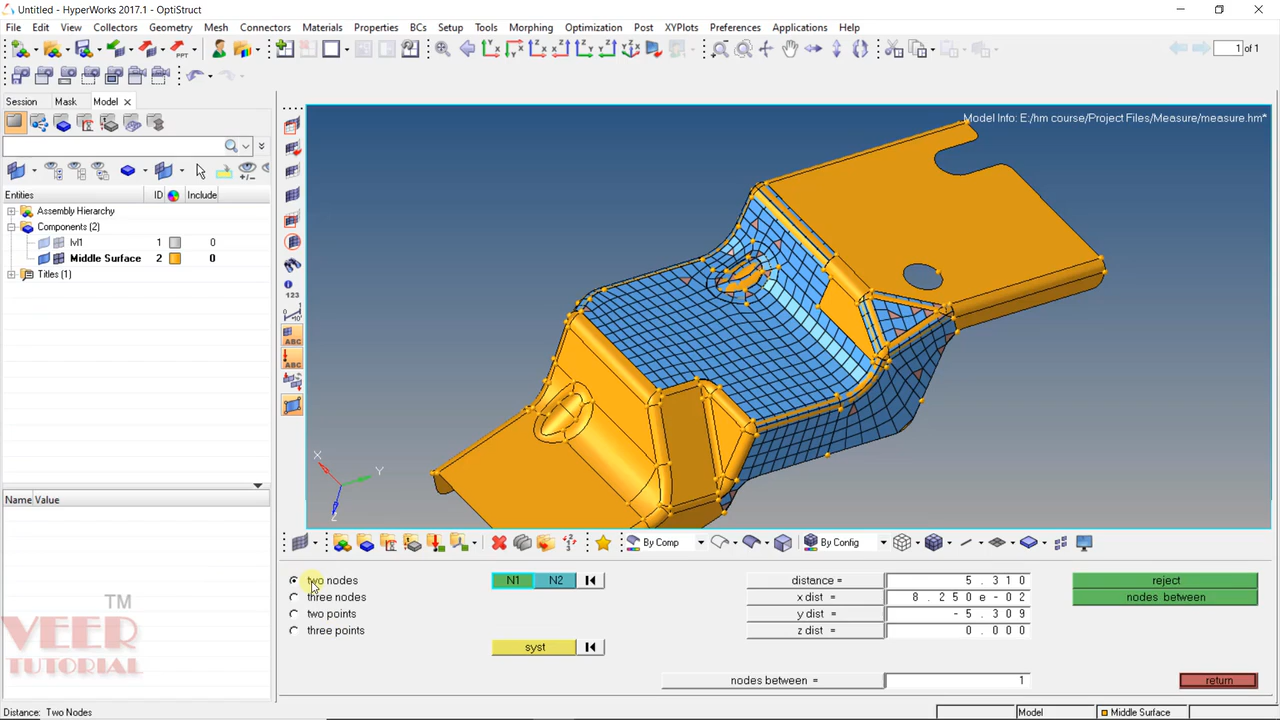 Untitled - HyperWorks 2017.1 - OptiStruct
File Edit View Collectors Geometry Mesh Connectors Materials Properties BCs Setup Tools Morphing Optimization Post XYPlots Preferences Applications Help
1 of 1
Session Mask Model
Model Info: E:/hm course/Project Files/Measure/measure.hm*
Entities ID Include
Assembly Hierarchy
Components (2)
lvl1 1 0
Middle Surface 2 0
Titles (1)
123
ABC
ABC
X Y Z
Name Value
By Comp By Config
two nodes N1 N2 distance = 5.310 reject
three nodes x dist = 8.250e-02 nodes between
two points y dist = -5.309
three points z dist = 0.000
syst
nodes between = 1 return
TM
VEER
TUTORIAL
Distance: Two Nodes Model Middle Surface